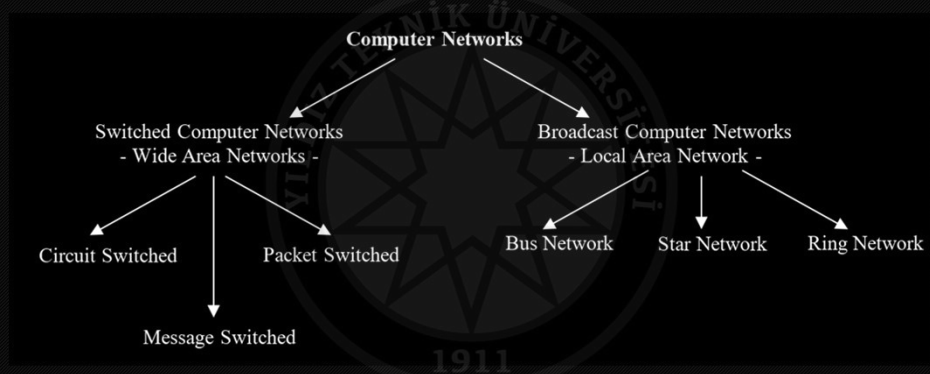 YILDIZ TEKNİK ÜNİVERSİTESİ
Computer Networks
Switched Computer Networks
- Wide Area Networks -
Broadcast Computer Networks
- Local Area Network -
Circuit Switched
Packet Switched
Bus Network
Star Network
Ring Network
Message Switched
1911